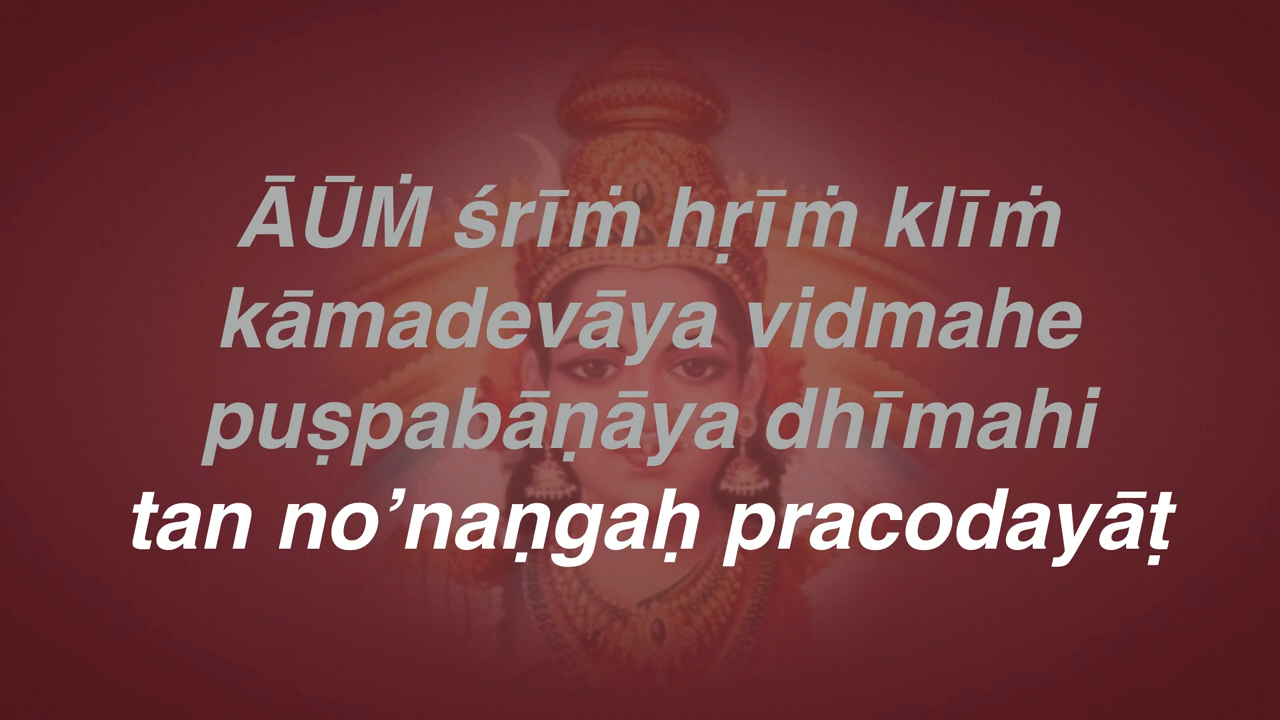 ĀŪṀ śrīṁ hṛīṁ klīṁ
kāmadevāya vidmahe
puṣpabāṇāya dhīmahi
tan no’naṇgaḥ pracodayāṭ